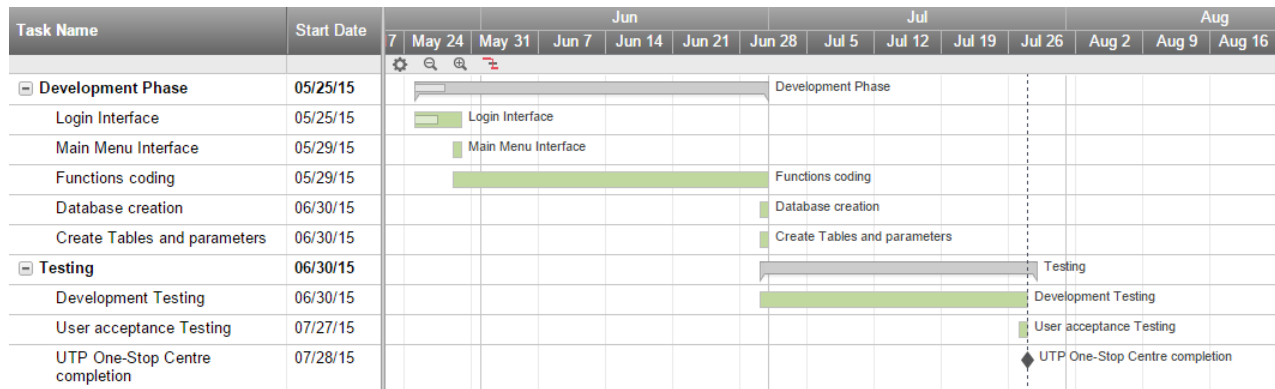 Task Name Start Date Jun Jul Aug
7 May 24 May 31 Jun 7 Jun 14 Jun 21 Jun 28 Jul 5 Jul 12 Jul 19 Jul 26 Aug 2 Aug 9 Aug 16
Development Phase 05/25/15 Development Phase
Login Interface 05/25/15 Login Interface
Main Menu Interface 05/29/15 Main Menu Interface
Functions coding 05/29/15 Functions coding
Database creation 06/30/15 Database creation
Create Tables and parameters 06/30/15 Create Tables and parameters
Testing 06/30/15 Testing
Development Testing 06/30/15 Development Testing
User acceptance Testing 07/27/15 User acceptance Testing
UTP One-Stop Centre 07/28/15 UTP One-Stop Centre completion
completion